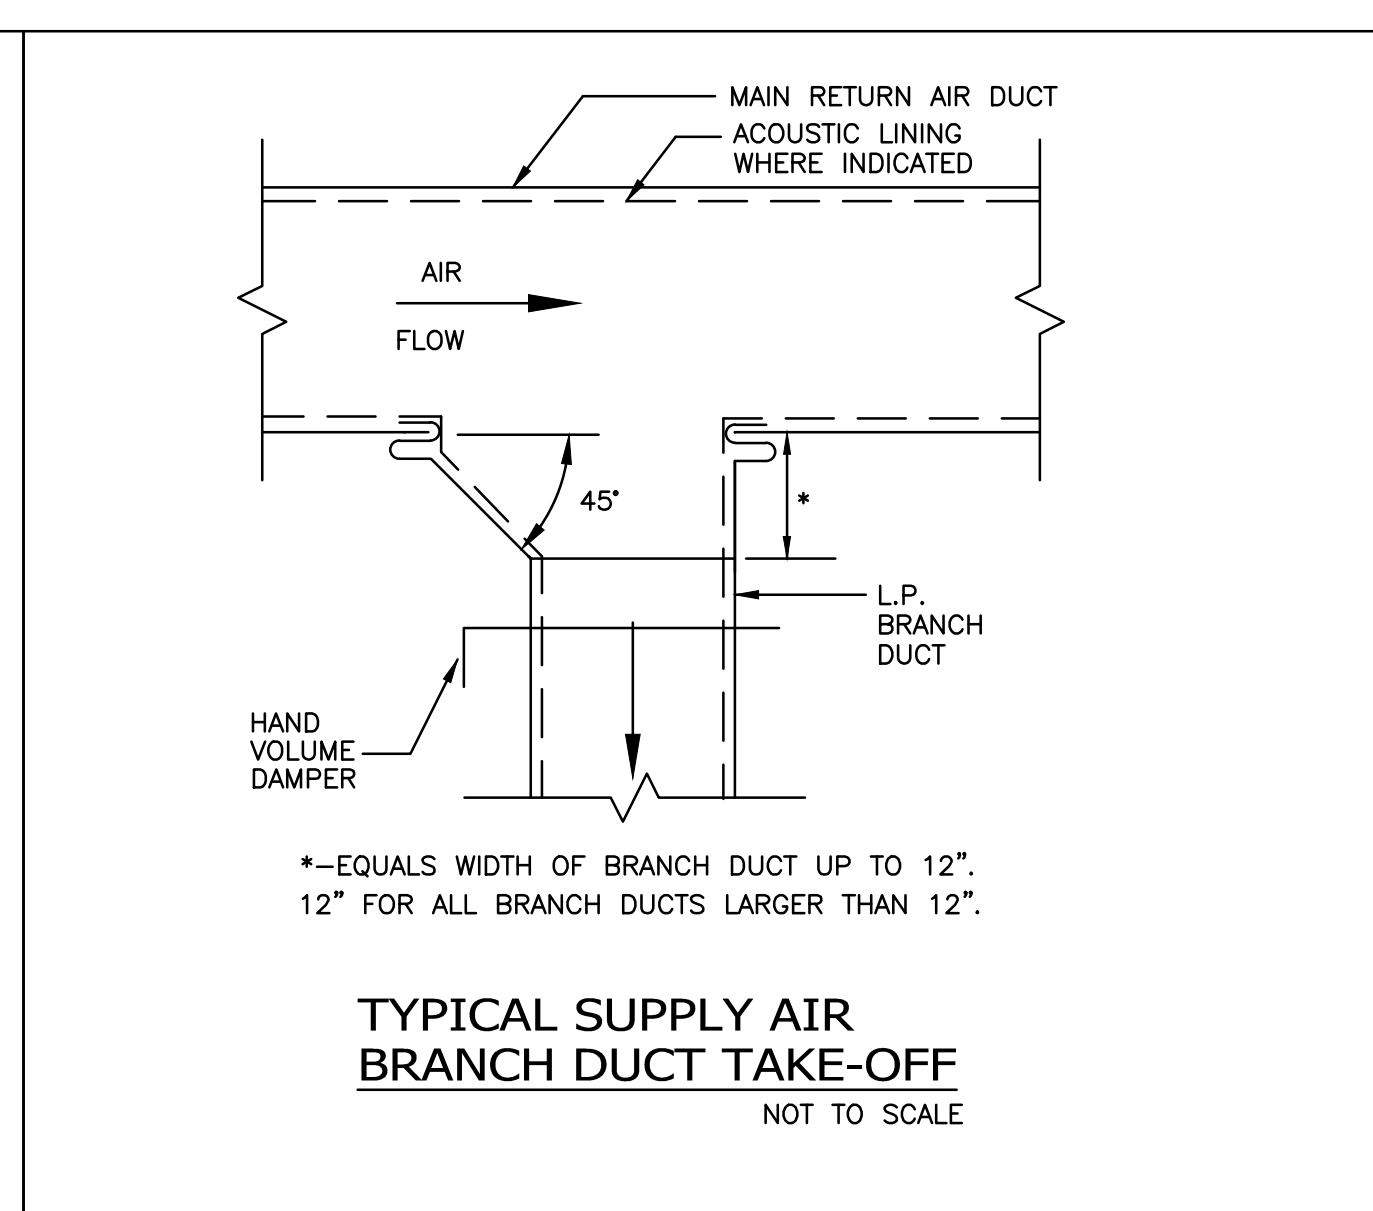 MAIN RETURN AIR DUCT
ACOUSTIC LINING
WHERE INDICATED
AIR
FLOW
45°
*
L.P.
BRANCH
DUCT
HAND
VOLUME
DAMPER
*–EQUALS WIDTH OF BRANCH DUCT UP TO 12”.
12” FOR ALL BRANCH DUCTS LARGER THAN 12”.
TYPICAL SUPPLY AIR
BRANCH DUCT TAKE-OFF
NOT TO SCALE